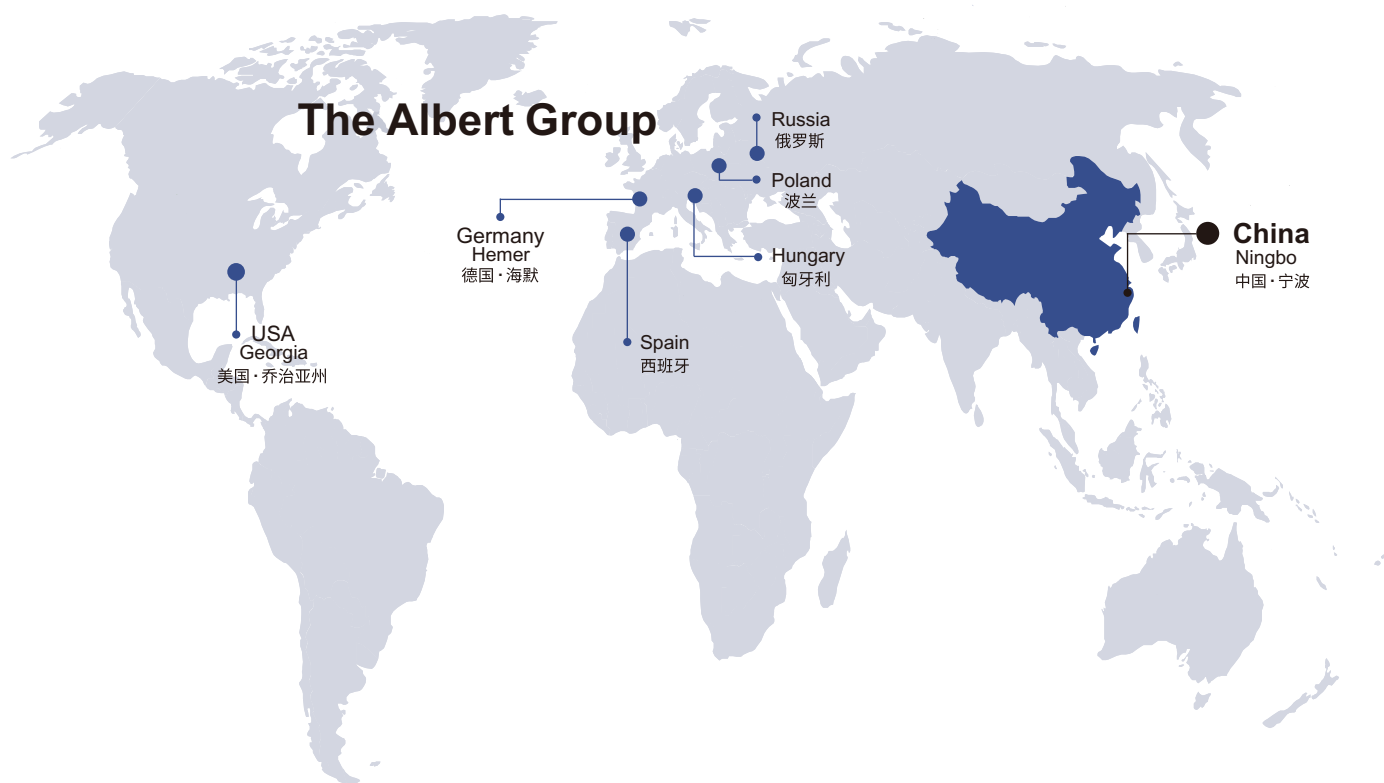 The Albert Group
Russia
俄罗斯
Poland
波兰
Germany
Hemer
德国·海默
Hungary
匈牙利
China
Ningbo
中国·宁波
USA
Georgia
美国·乔治亚州
Spain
西班牙